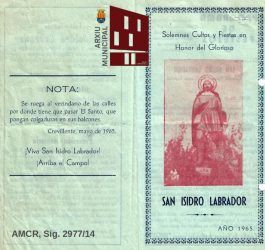 ARXIU
MUNICIPAL
NOTA:
Se ruega al vecindario de las calles
por donde tiene que pasar El Santo, que
pongan colgaduras en sus balcones.
Crevillente, mayo de 1965.
¡Viva San Isidro Labrador!
¡Arriba el Campo!
AMCR, Sig. 2977/14
Solemnes Cultos y Fiestas en
Honor del Glorioso
SAN ISIDRO LABRADOR
AÑO 1965